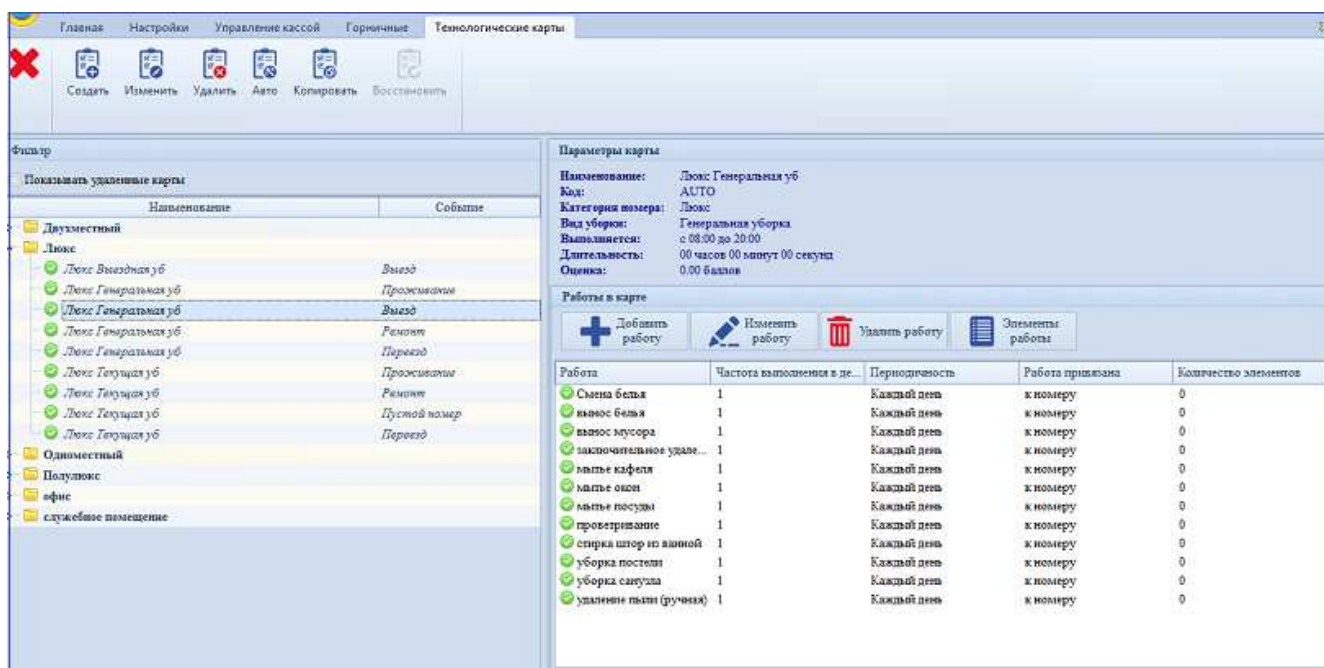 Главная Настройки Управление кассой Горничные Технологические карты
Создать Изменить Удалить Авто Копировать Восстановить
Фильтр
Показывать удаленные карты
Наименование Событие
Двухместный
Люкс
Люкс Выездная уб Выезд
Люкс Генеральная уб Проживание
Люкс Генеральная уб Выезд
Люкс Генеральная уб Ремонт
Люкс Генеральная уб Переезд
Люкс Текущая уб Проживание
Люкс Текущая уб Ремонт
Люкс Текущая уб Пустой номер
Люкс Текущая уб Переезд
Одноместный
Полулюкс
офис
служебное помещение
Параметры карты
Наименование: Люкс Генеральная уб
Код: AUTO
Категория номера: Люкс
Вид уборки: Генеральная уборка
Выполняется: с 08:00 до 20:00
Длительность: 00 часов 00 минут 00 секунд
Оценка: 0.00 баллов
Работы в карте
Добавить работу Изменить работу Удалить работу Элементы работы
Работа Частота выполнения в де... Периодичность Работа привязана Количество элементов
Смена белья 1 Каждый день к номеру 0
вынос белья 1 Каждый день к номеру 0
вынос мусора 1 Каждый день к номеру 0
заключительное удале... 1 Каждый день к номеру 0
мытье кафеля 1 Каждый день к номеру 0
мытье окон 1 Каждый день к номеру 0
мытье посуды 1 Каждый день к номеру 0
проветривание 1 Каждый день к номеру 0
стирка штор из ванной 1 Каждый день к номеру 0
уборка постели 1 Каждый день к номеру 0
уборка санузла 1 Каждый день к номеру 0
удаление пыли (ручная) 1 Каждый день к номеру 0